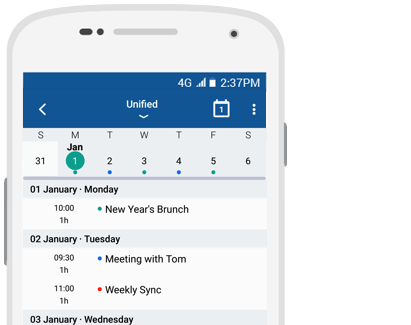 4G 2:37PM
Unified
1
S M T W T F S
Jan
31 1 2 3 4 5 6
01 January · Monday
10:00 New Year's Brunch
1h
02 January · Tuesday
09:30 Meeting with Tom
1h
11:00 Weekly Sync
1h
03 January · Wednesday